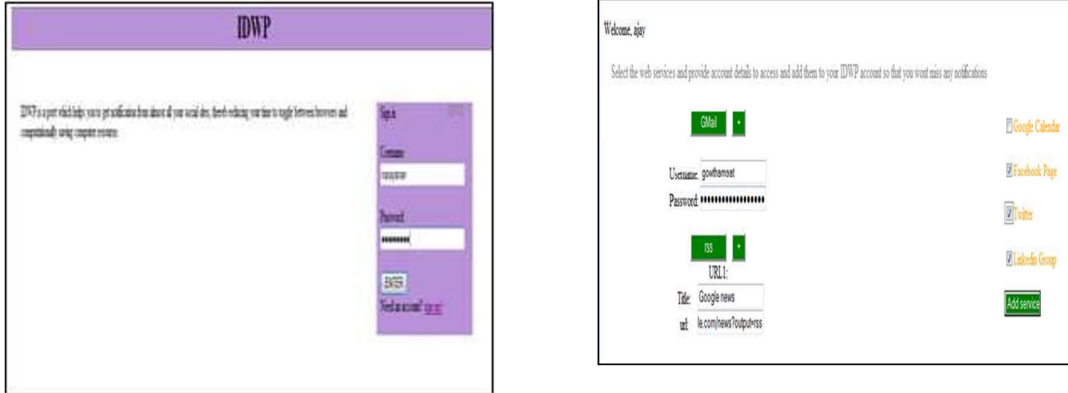 IDWP
IDWP is a port which helps you to get notification from almost all your social sites, thereby reducing your time to toggle between browsers and
computationally saving computer resources
Sign in
Username
Password
ENTER
Need an account? sign up!
Welcome, ajay
Select the web services and provide account details to access and add them to your IDWP account so that you wont miss any notifications
GMail +
Username: gowthamsat
Password: ••••••••••••••••••
rss +
URL1:
Title: Google news
url: le.com/news?output=rss
Google Calendar
Facebook Page
Twitter
Linkedin Group
Add service